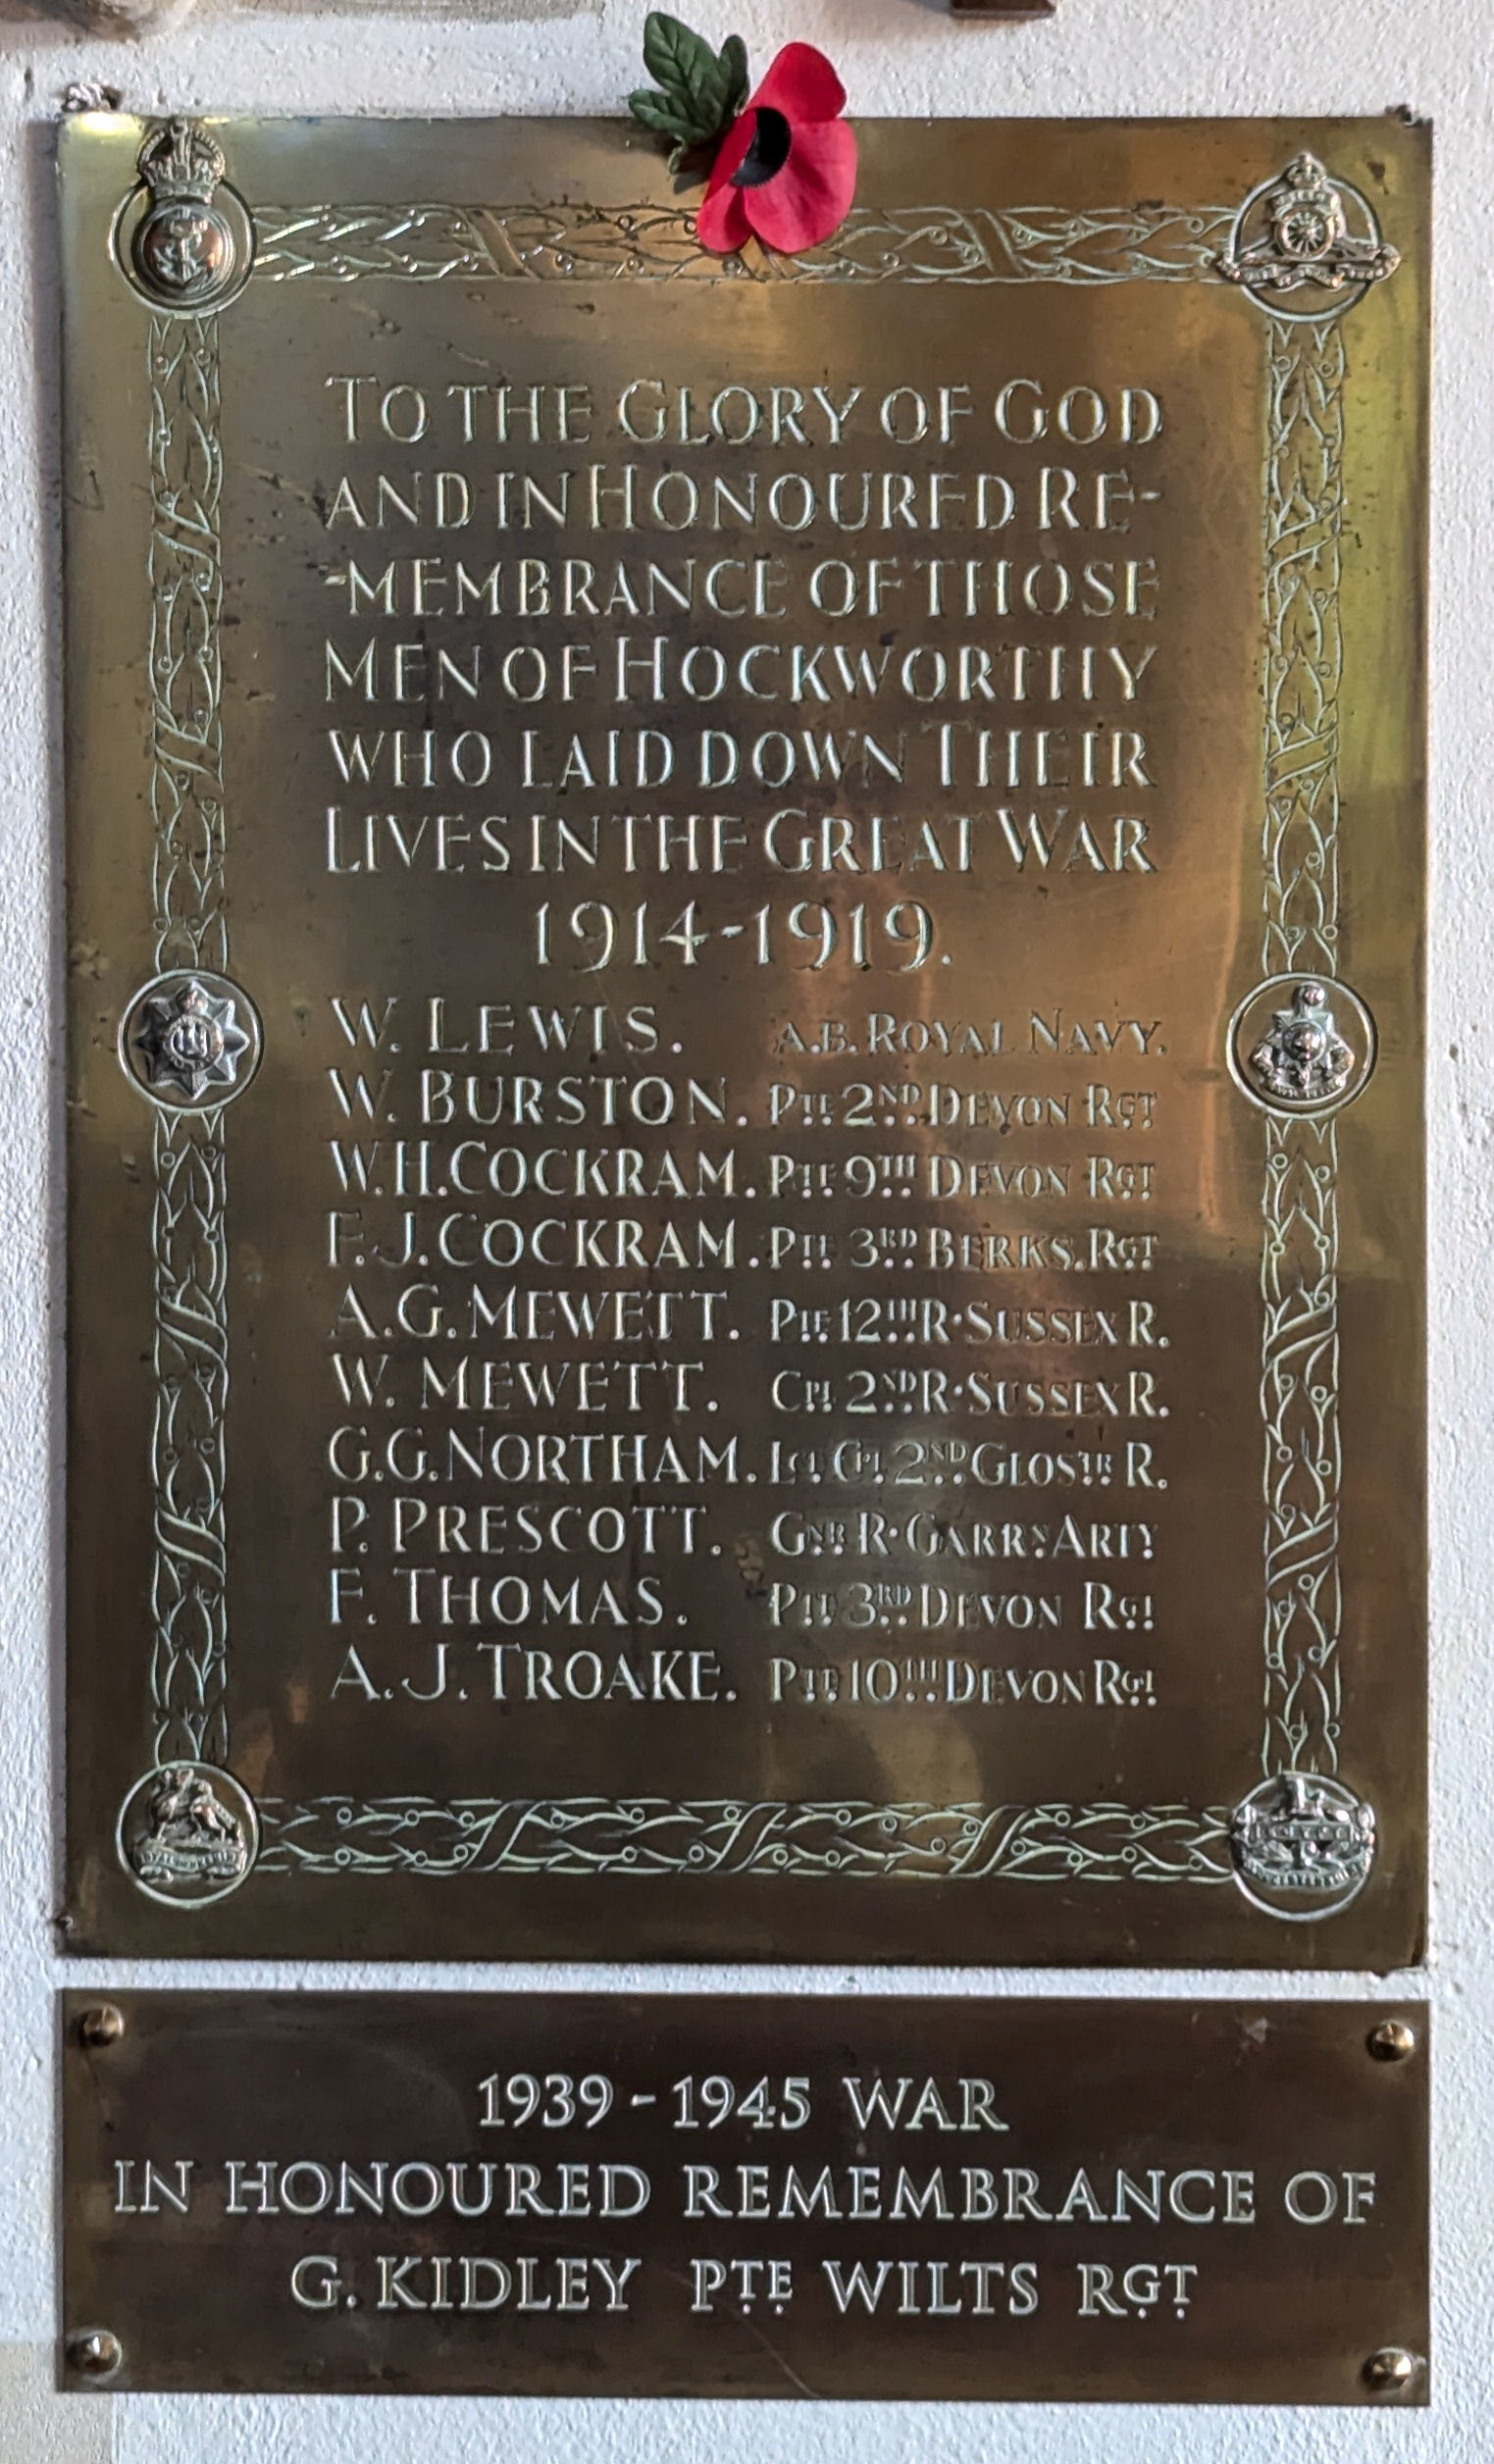 TO THE GLORY OF GOD
AND IN HONOURED RE-
-MEMBRANCE OF THOSE
MEN OF HOCKWORTHY
WHO LAID DOWN THEIR
LIVES IN THE GREAT WAR
1914-1919.
W. LEWIS. A.B. ROYAL NAVY.
W. BURSTON. PTE 2ND DEVON RGT
W.H. COCKRAM. PTE 9TH DEVON RGT
F. J. COCKRAM. PTE 3RD BERKS. RGT
A.G. MEWETT. PTE 12TH R. SUSSEX R.
W. MEWETT. CPL 2ND R. SUSSEX R.
G.G. NORTHAM. LCE CPL 2ND GLOSTR R.
P. PRESCOTT. GNR R. GARRN ARTY
F. THOMAS. PTE 3RD DEVON RGT
A. J. TROAKE. PTE 10TH DEVON RGT
1939 - 1945 WAR
IN HONOURED REMEMBRANCE OF
G. KIDLEY PTE WILTS RGT